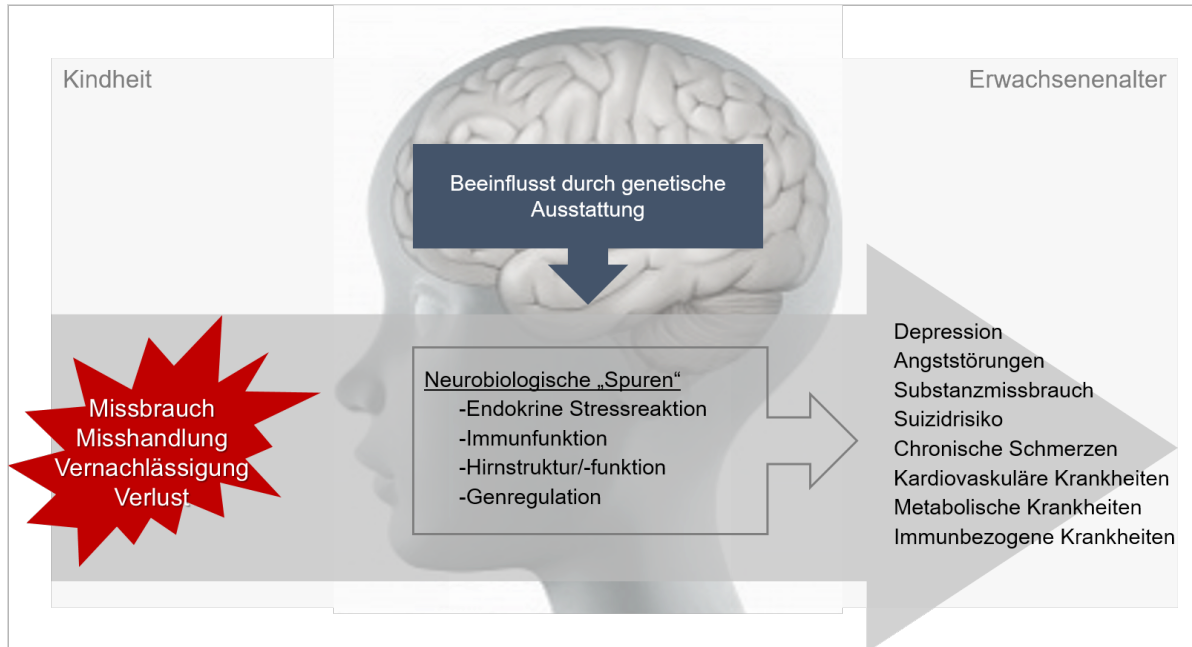 Kindheit
Erwachsenenalter
Beeinflusst durch genetische
Ausstattung
Missbrauch
Misshandlung
Vernachlässigung
Verlust
Neurobiologische „Spuren“
-Endokrine Stressreaktion
-Immunfunktion
-Hirnstruktur/-funktion
-Genregulation
Depression
Angststörungen
Substanzmissbrauch
Suizidrisiko
Chronische Schmerzen
Kardiovaskuläre Krankheiten
Metabolische Krankheiten
Immunbezogene Krankheiten